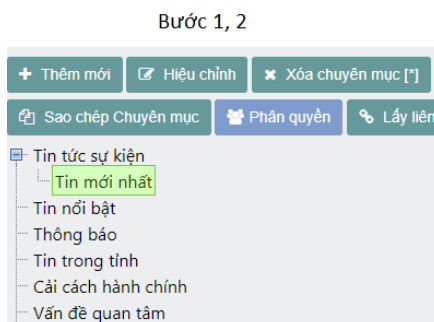 Bước 1, 2
Thêm mới Hiệu chỉnh Xóa chuyên mục [*]
Sao chép Chuyên mục Phân quyền Lấy liên
Tin tức sự kiện
Tin mới nhất
Tin nổi bật
Thông báo
Tin trong tỉnh
Cải cách hành chính
Vấn đề quan tâm